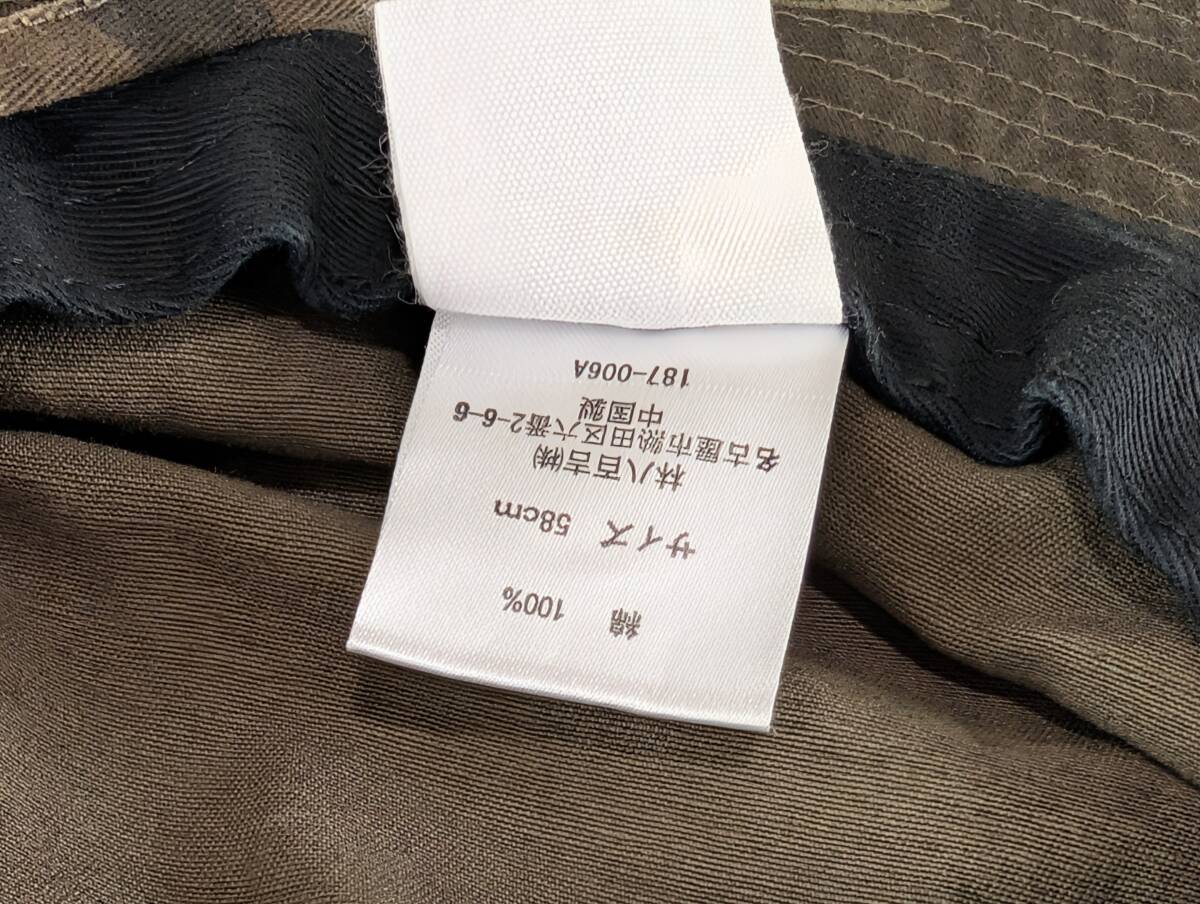 綿 100%
サイズ 58cm
林八百吉㈱
名古屋市熱田区六番2-6-6
中国製
187-006A